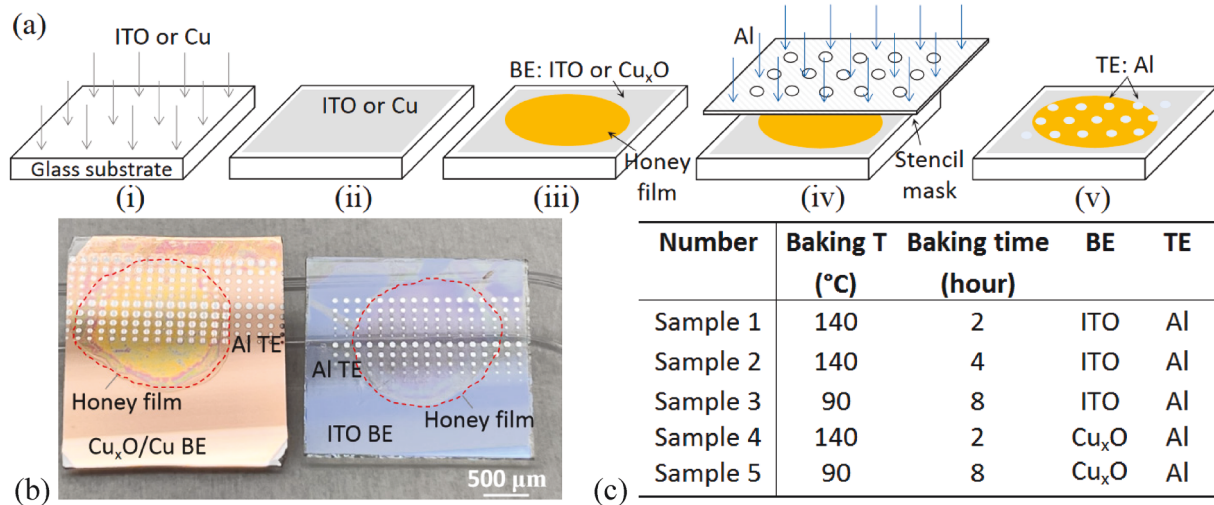 (a)
ITO or Cu
Glass substrate
(i)
ITO or Cu
(ii)
BE: ITO or CuₓO
Honey
film
(iii)
Al
Stencil
mask
(iv)
TE: Al
(v)
Al TE
Honey film
CuₓO/Cu BE
Al TE
Honey film
ITO BE
500 µm
(b)
Number Baking T Baking time BE TE
(°C) (hour)
Sample 1 140 2 ITO Al
Sample 2 140 4 ITO Al
Sample 3 90 8 ITO Al
Sample 4 140 2 CuₓO Al
Sample 5 90 8 CuₓO Al
(c)